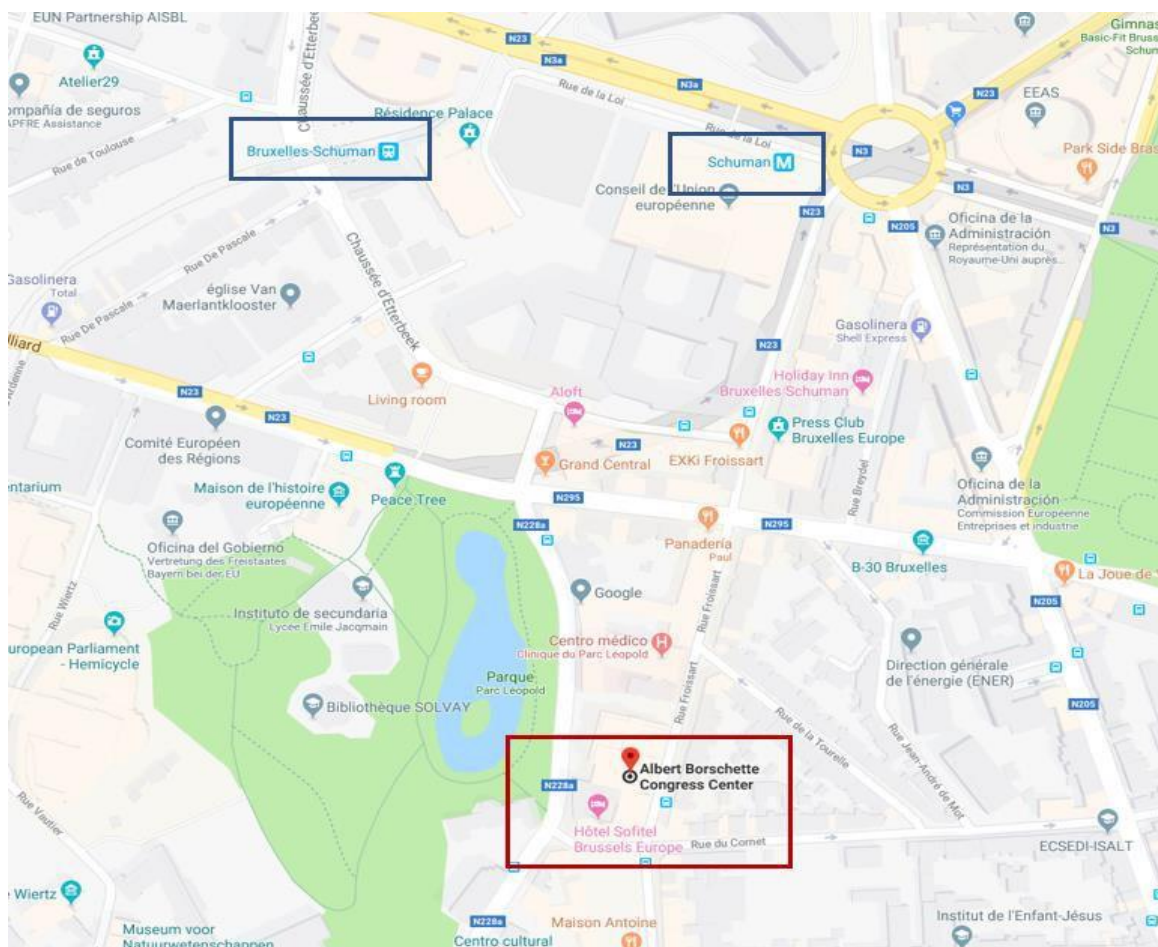 EUN Partnership AISBL
Atelier29
ompañía de seguros
APFRE Assistance
Rue de Toulouse
Chaussée d'Etterbeek
Bruxelles-Schuman
Résidence Palace
N23
N3a
N3a
Rue de la Loi
Rue de la Loi
Schuman M
Conseil de l'Union
européenne
N23
N3
N3
N3
N205
N23
EEAS
Gimnas
Basic-Fit Bruss
Schum
Park Side Bras
Oficina de la
Administración
Représentation du
Royaume-Uni auprès...
Rue De Pascale
Rue De Pascale
Gasolinera
Total
église Van
Maerlantklooster
Chaussée d'Etterbeek
lliard
Ardenne
N23
N23
Living room
Comité Européen
des Régions
Aloft
Grand Central
N23
EXKi Froissart
N23
Holiday Inn
Bruxelles Schuman
Gasolinera
Shell Express
Press Club
Bruxelles Europe
Rue Breydel
Oficina de la
Administración
Commission Européenne
Entreprises et industrie
entarium
Maison de l'histoire
européenne
Peace Tree
N295
N228a
N295
Panadería
Paul
B-30 Bruxelles
La Joue de
N205
Oficina del Gobierno
Vertretung des Freistaates
Bayern bei der EU
Rue Wiertz
Instituto de secundaria
Lycée Emile Jacqmain
Google
Rue Froissart
Centro médico
Clinique du Parc Léopold
uropean Parliament
- Hemicycle
Parque
Parc Léopold
Bibliothèque SOLVAY
Rue Froissart
Direction générale
de l'énergie (ENER)
Rue de la Tourelle
Rue Jean-André de Mot
N205
Albert Borschette
Congress Center
N228a
Hôtel Sofitel
Brussels Europe
Rue du Cornet
ECSEDI-ISALT
Rue Vautier
e Wiertz
Museum voor
Natuurwetenschappen
N228a
Centro cultural
Maison Antoine
Institut de l'Enfant-Jésus